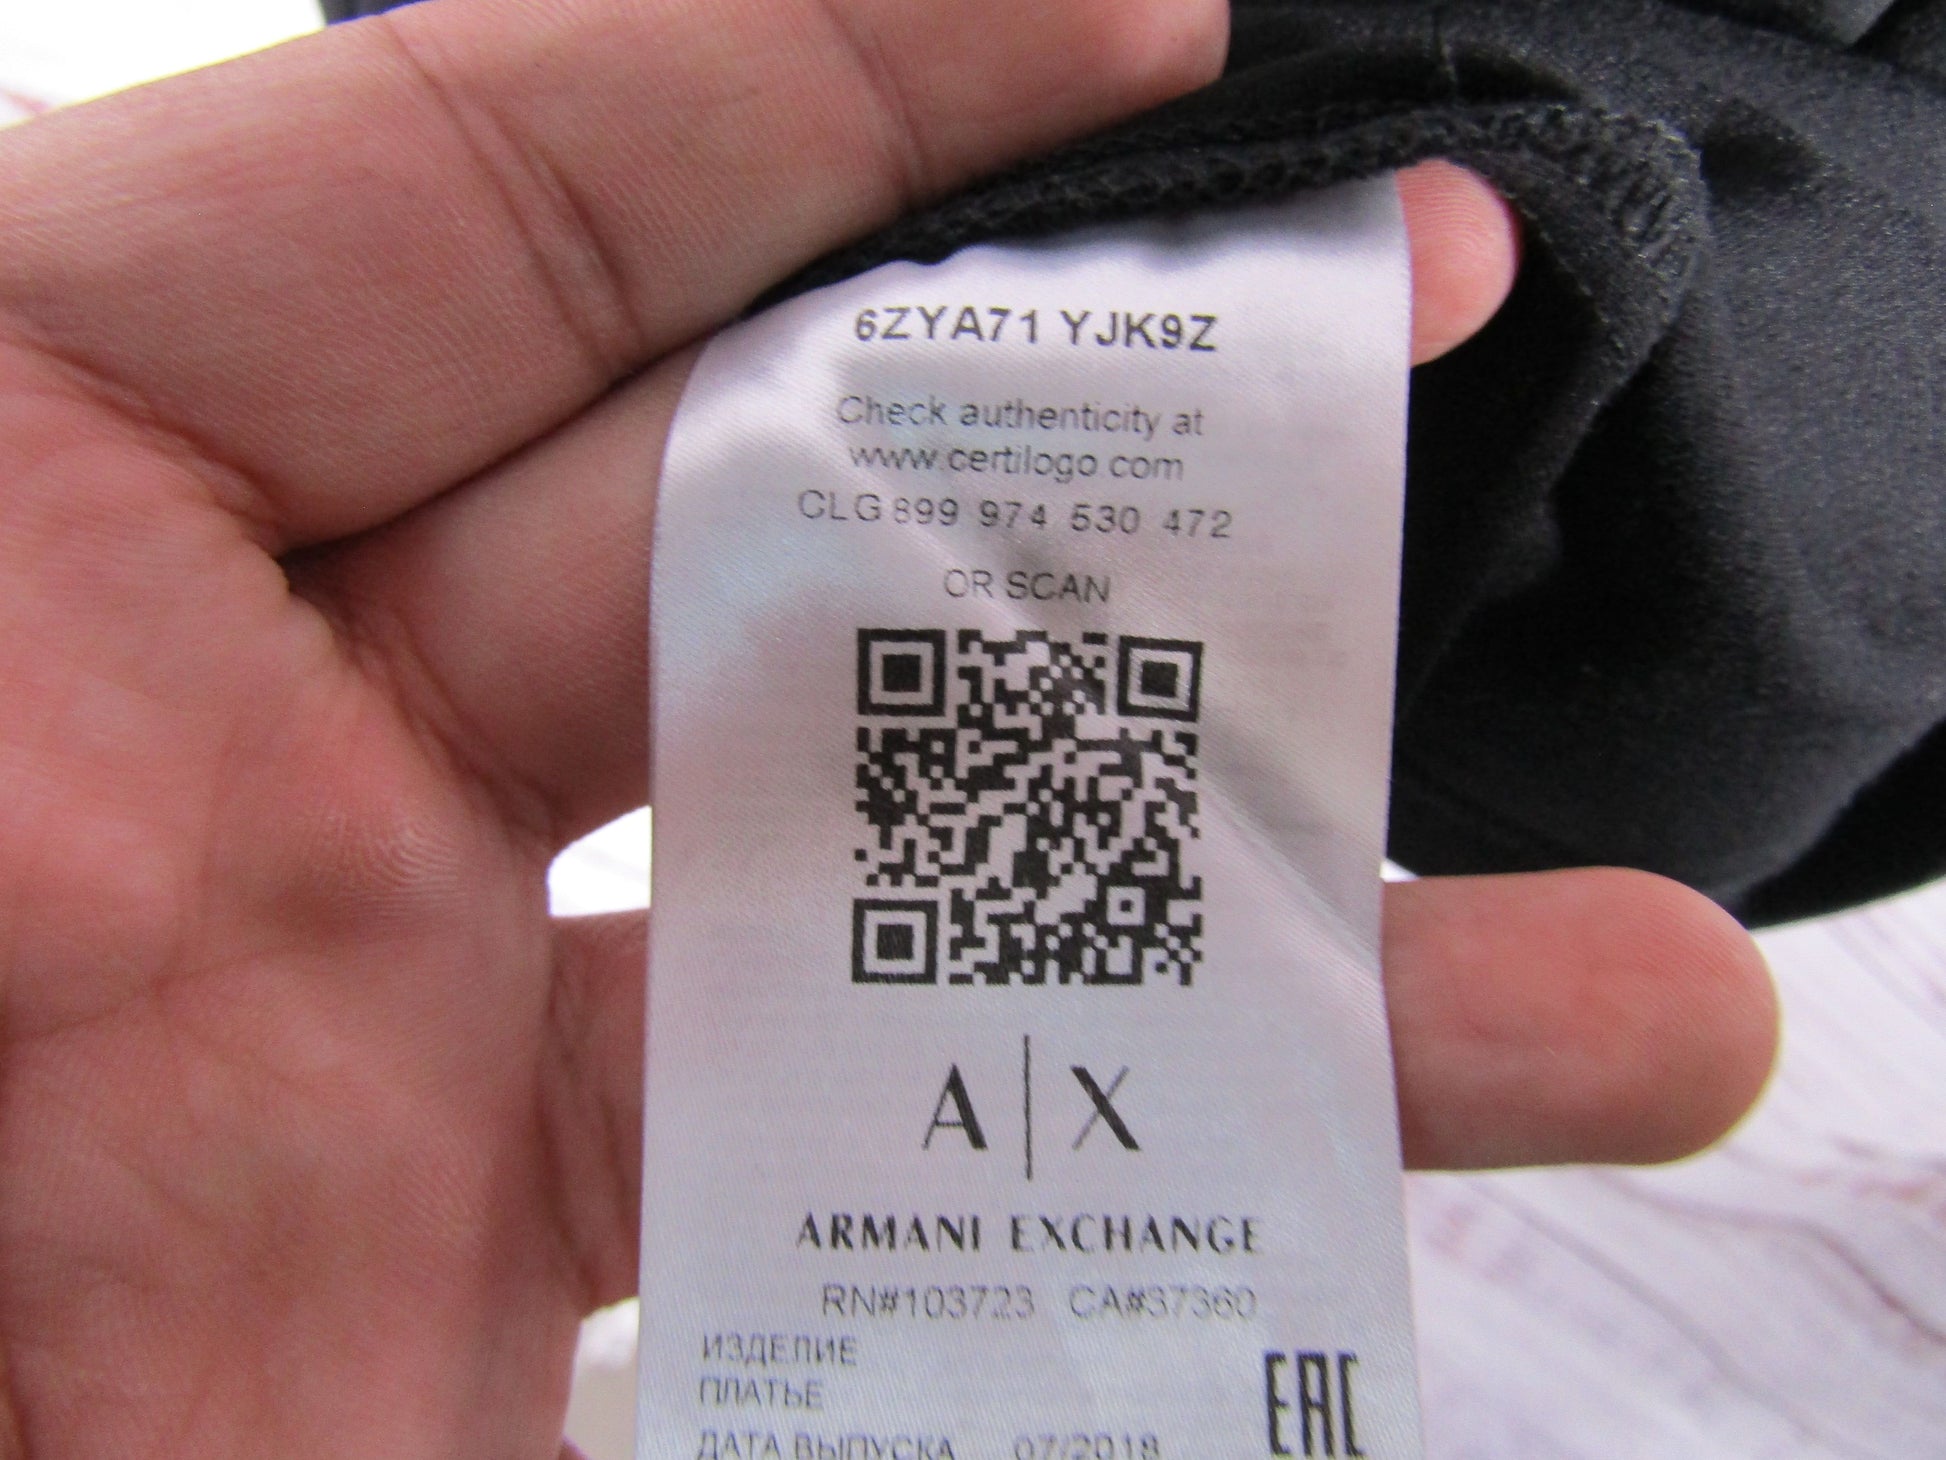 6ZYA71 YJK9Z
Check authenticity at
www.certilogo.com
CLG 899 974 530 472
OR SCAN
A|X
ARMANI EXCHANGE
RN#103723 CA#37360
ИЗДЕЛИЕ
ПЛАТЬЕ
ДАТА ВЫПУСКА 07/2018
EAC